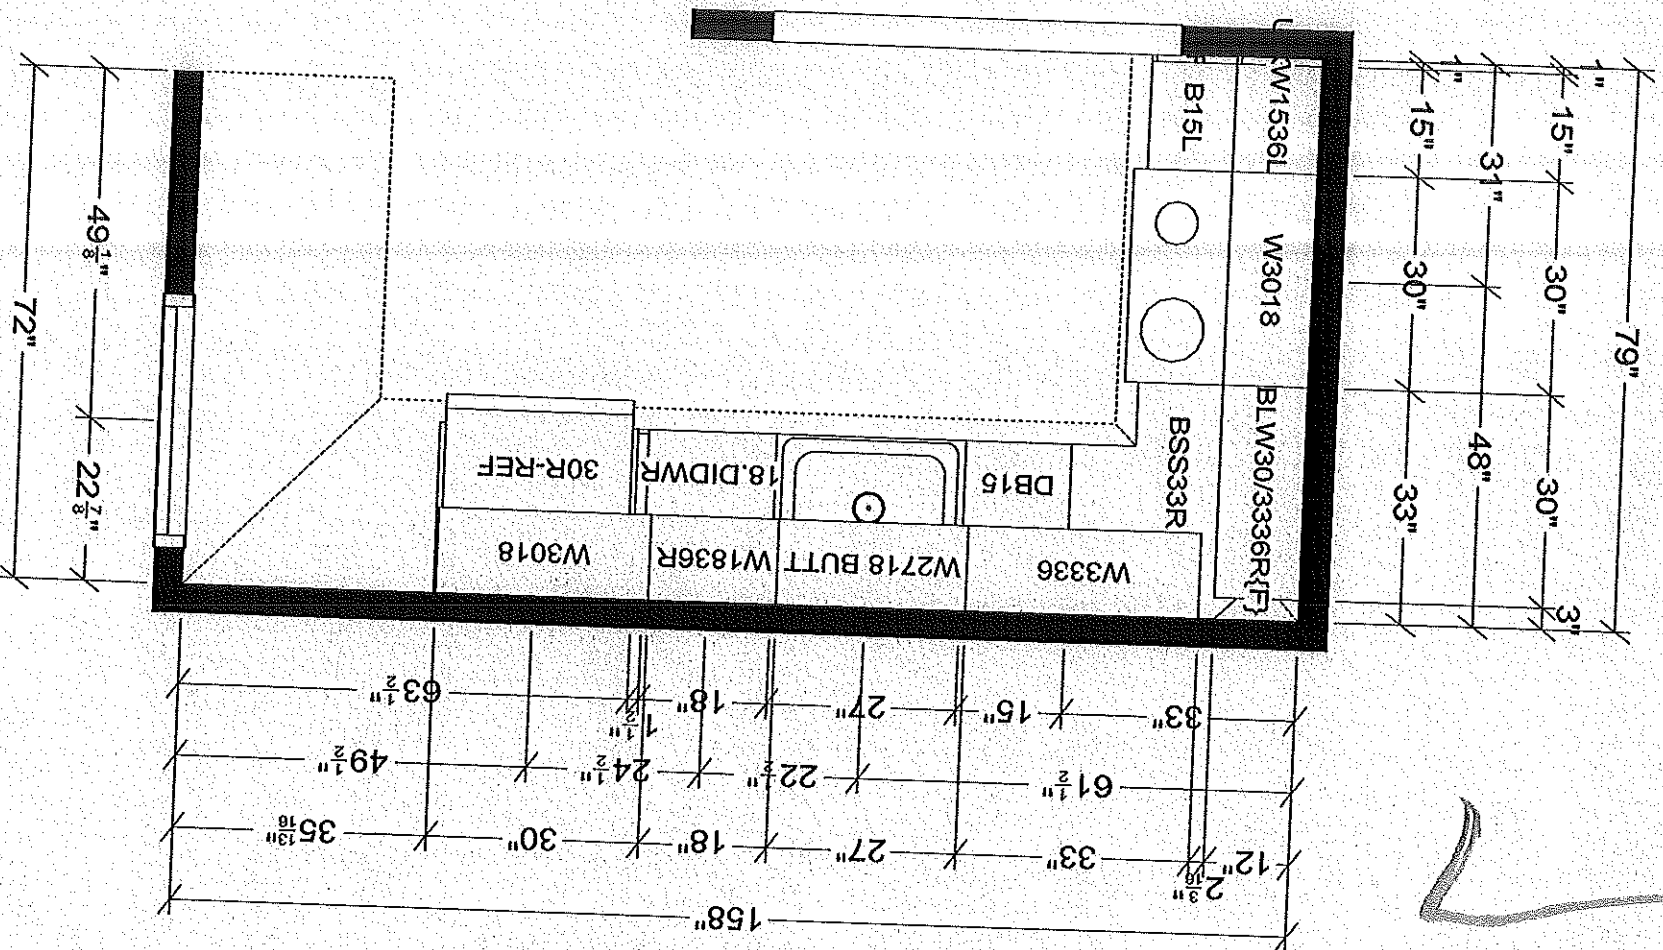 UW1536L
B15L
W3018
BLW30/3336R{F}
BSS33R
30R-REF
18.DIDWR
DB15
W3018
W1836R
W2718 BUTT
W3336
1"
15"
30"
33"
31"
48"
1"
15"
30"
30"
3"
79"
72"
49 1/8"
22 7/8"
63 1/2"
1 1/2"
18"
27"
15"
33"
49 1/2"
24 1/2"
22 1/2"
61 1/2"
35 13/16"
30"
18"
27"
33"
2 3/16"
12"
158"